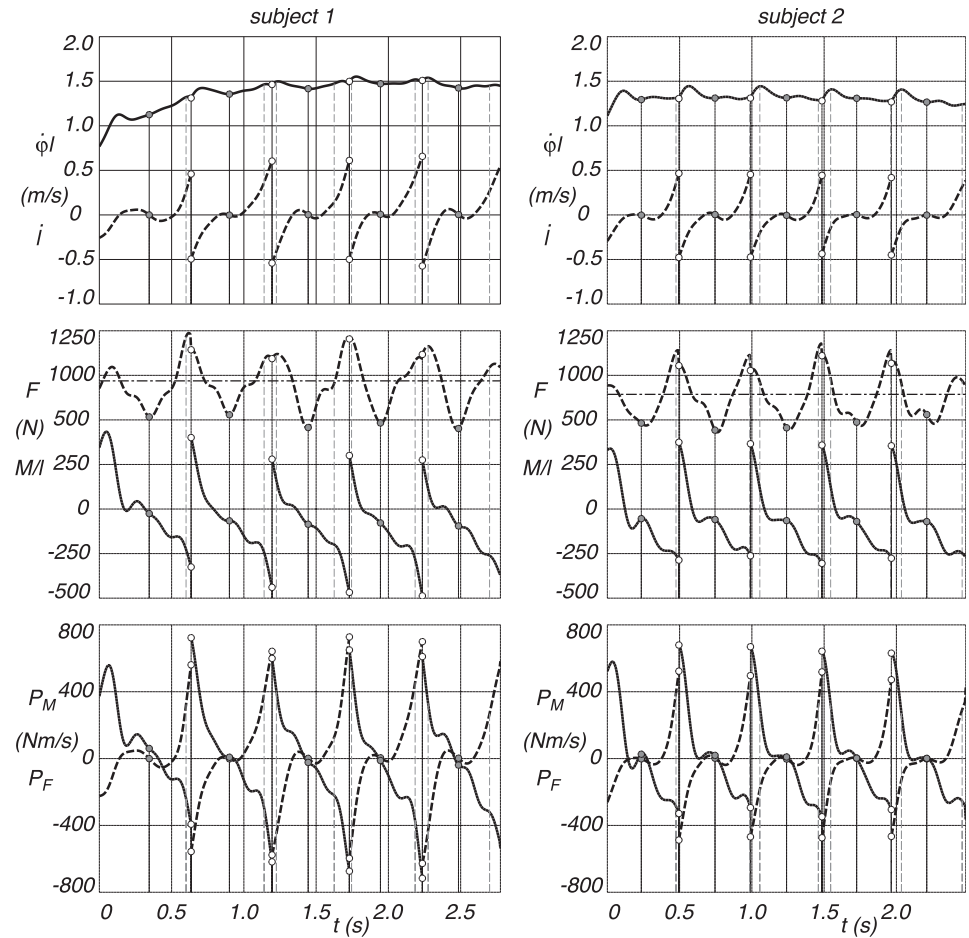 subject 1
subject 2
2.0
1.5
1.0
φ̇l
0.5
(m/s)
0
l̇
-0.5
-1.0
2.0
1.5
1.0
φ̇l
0.5
(m/s)
0
l̇
-0.5
-1.0
1250
1000
F
500
(N)
M/l
250
0
-250
-500
1250
1000
F
500
(N)
M/l
250
0
-250
-500
800
400
P_M
(Nm/s)
0
P_F
-400
-800
0 0.5 1.0 1.5 2.0 2.5
t (s)
800
400
P_M
(Nm/s)
0
P_F
-400
-800
0 0.5 1.0 1.5 2.0
t (s)